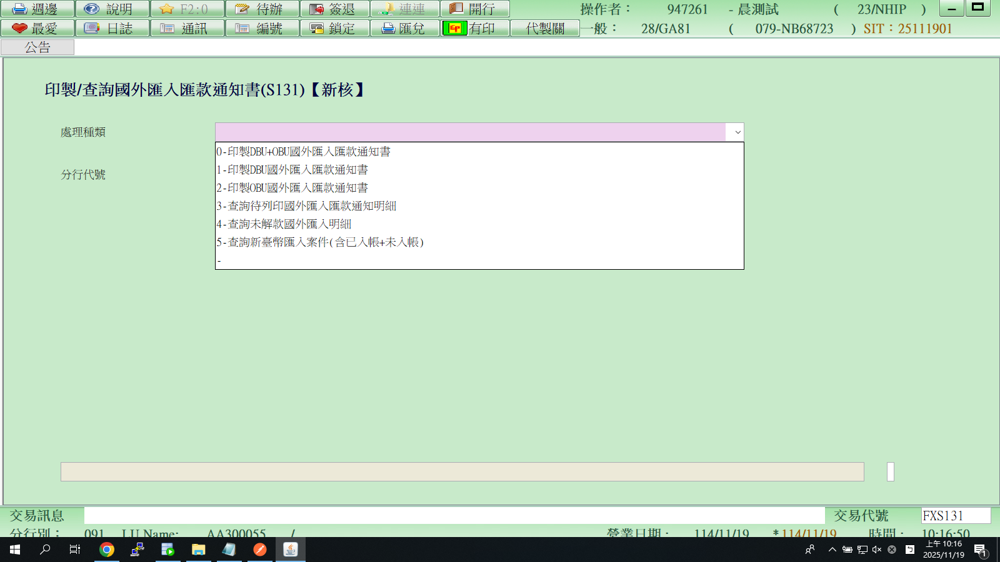 週邊 說明 F2:0 待辦 簽退 連連 開行 操作者： 947261 - 晨測試 ( 23/NHIP )
最愛 日誌 通訊 編號 鎖定 匯兌 有印 代製關 一般： 28/GA81 ( 079-NB68723 ) SIT：25111901
公告
印製/查詢國外匯入匯款通知書(S131)【新核】
處理種類
0-印製DBU+OBU國外匯入匯款通知書
1-印製DBU國外匯入匯款通知書
分行代號
2-印製OBU國外匯入匯款通知書
3-查詢待列印國外匯入匯款通知明細
4-查詢未解款國外匯入明細
5-查詢新臺幣匯入案件(含已入帳+未入帳)
-
交易訊息 交易代號 FXS131
分行別： 091 LU Name: AA300055 / 營業日期： 114/11/19 *114/11/19 時間： 10:16:50
上午 10:16
2025/11/19
1